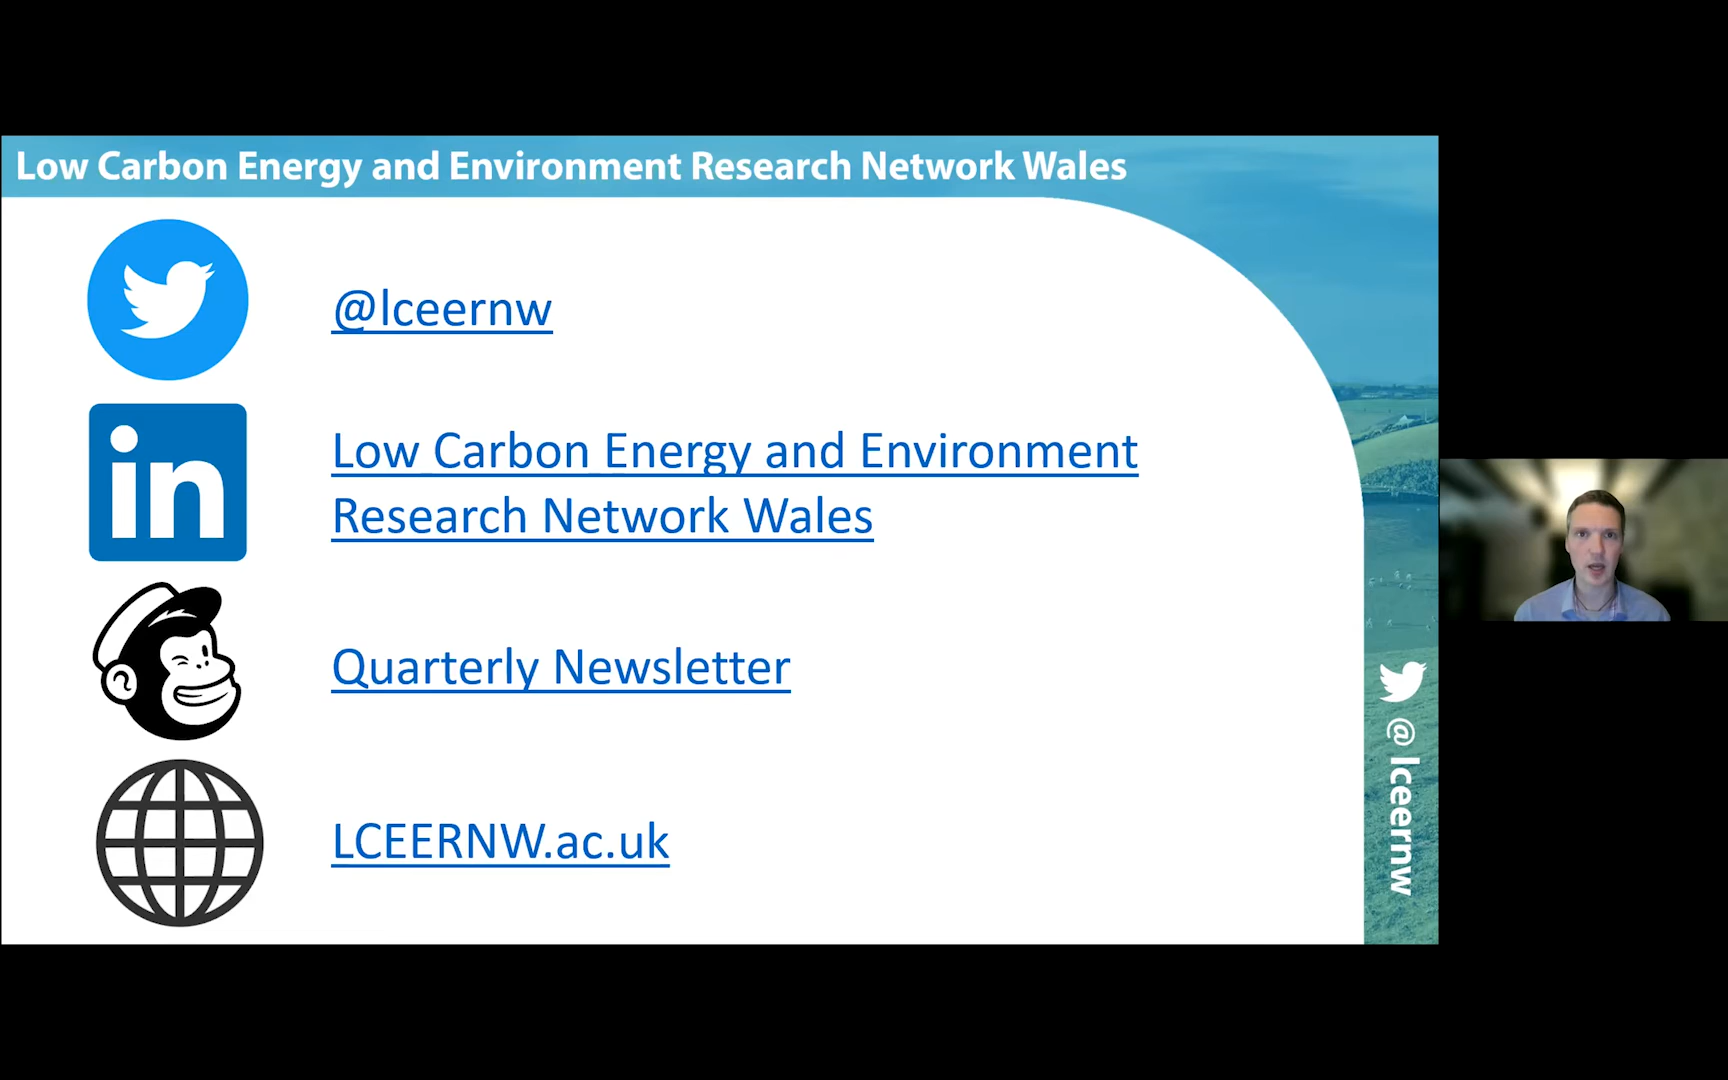 Low Carbon Energy and Environment Research Network Wales
@lceernw
in
Low Carbon Energy and Environment
Research Network Wales
Quarterly Newsletter
LCEERNW.ac.uk
@lceernw